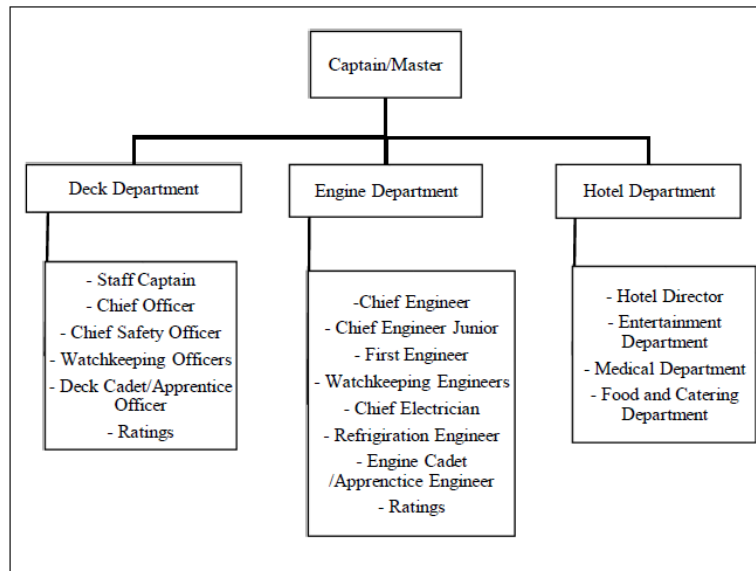 Captain/Master
Deck Department
Engine Department
Hotel Department
- Staff Captain
- Chief Officer
- Chief Safety Officer
- Watchkeeping Officers
- Deck Cadet/Apprentice
Officer
- Ratings
-Chief Engineer
- Chief Engineer Junior
- First Engineer
- Watchkeeping Engineers
- Chief Electrician
- Refrigiration Engineer
- Engine Cadet
/Apprenctice Engineer
- Ratings
- Hotel Director
- Entertainment
Department
- Medical Department
- Food and Catering
Department